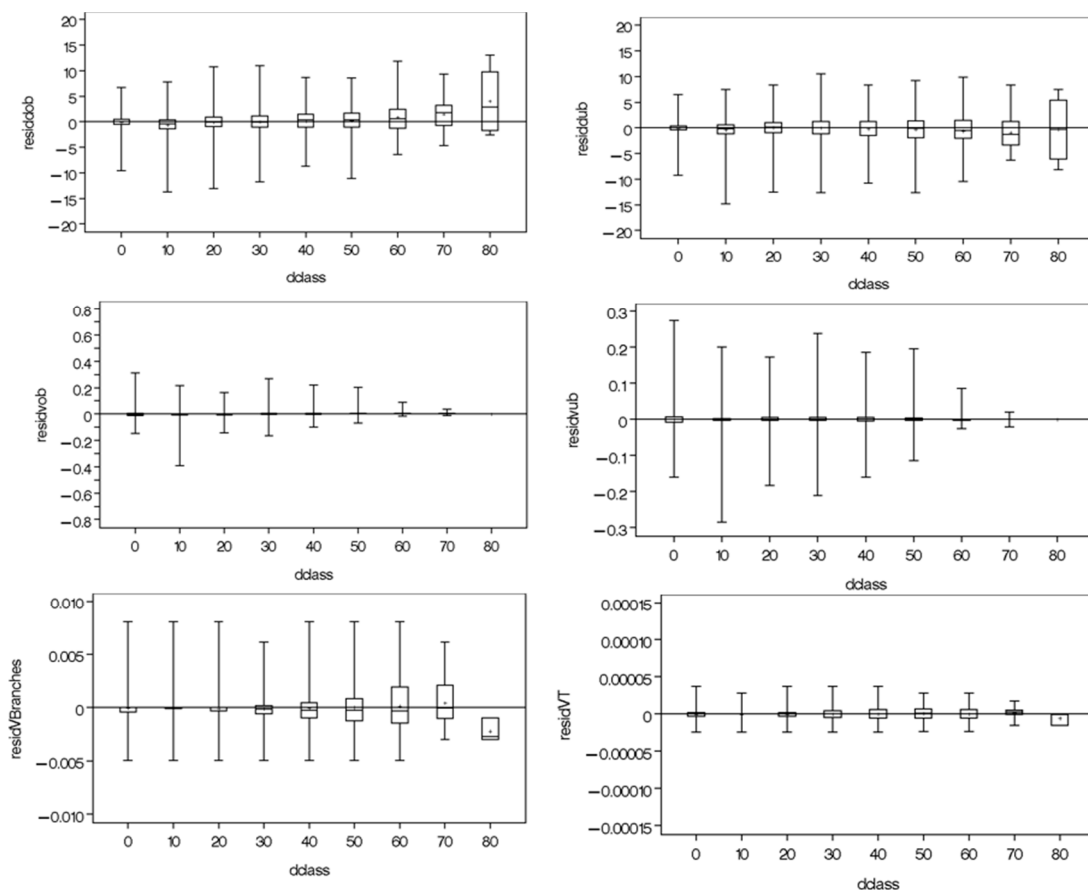 20
15
10
5
0
−5
−10
−15
−20
residdob
0 10 20 30 40 50 60 70 80
dclass
20
15
10
5
0
−5
−10
−15
−20
residdub
0 10 20 30 40 50 60 70 80
dclass
0.8
0.6
0.4
0.2
0
−0.2
−0.4
−0.6
−0.8
residvob
0 10 20 30 40 50 60 70 80
dclass
0.3
0.2
0.1
0
−0.1
−0.2
−0.3
residvub
0 10 20 30 40 50 60 70 80
dclass
0.010
0.005
0
−0.005
−0.010
residVBranches
0 10 20 30 40 50 60 70 80
dclass
0.00015
0.00010
0.00005
0
−0.00005
−0.00010
−0.00015
residVT
0 10 20 30 40 50 60 70 80
dclass